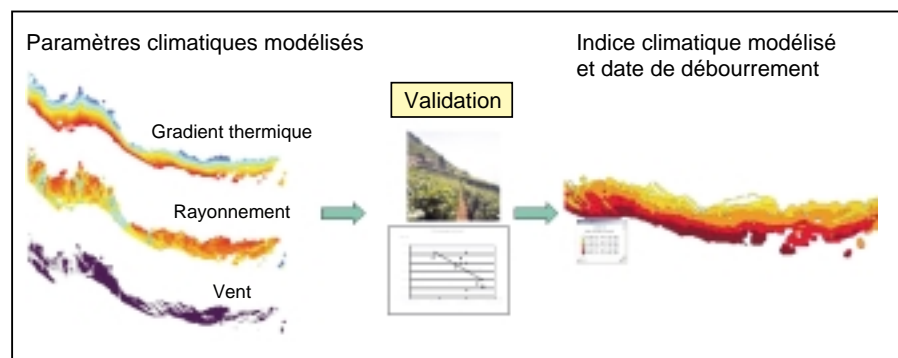 Paramètres climatiques modélisés
Gradient thermique
Rayonnement
Vent
Validation
Indice climatique modélisé
et date de débourrement